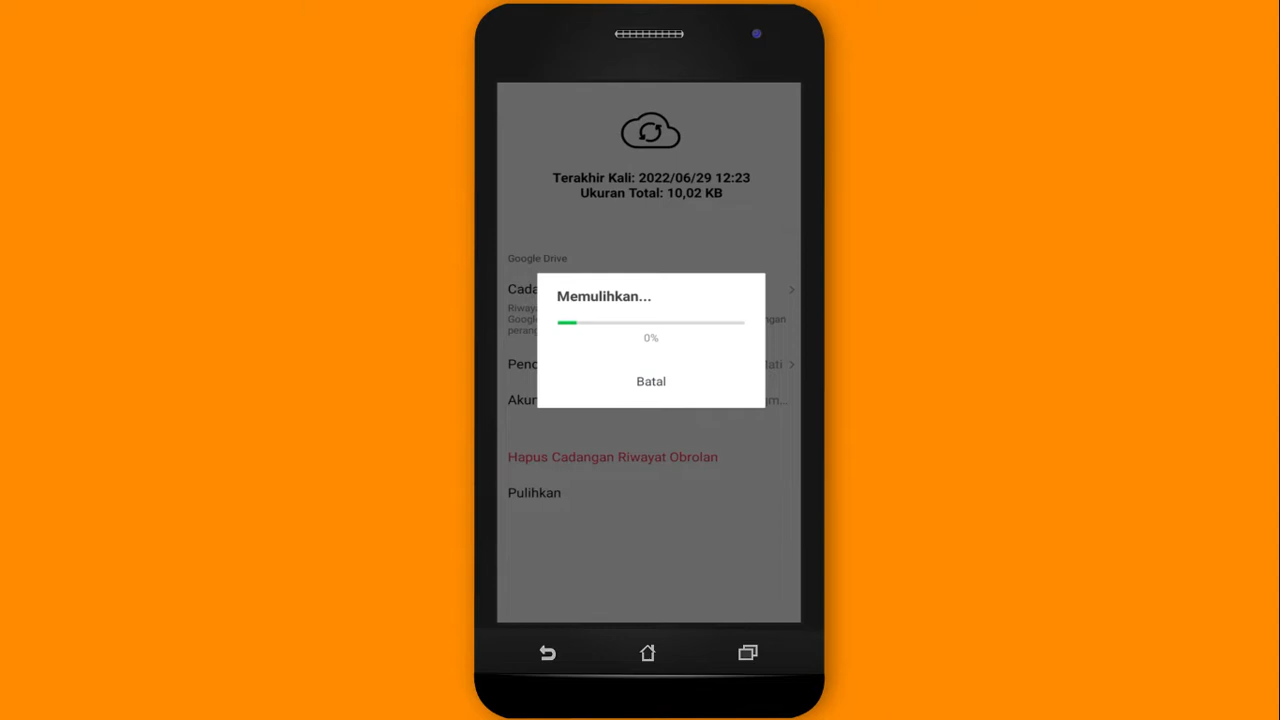 Terakhir Kali: 2022/06/29 12:23
Ukuran Total: 10,02 KB
Google Drive
Memulihkan...
0%
Batal
Hapus Cadangan Riwayat Obrolan
Pulihkan